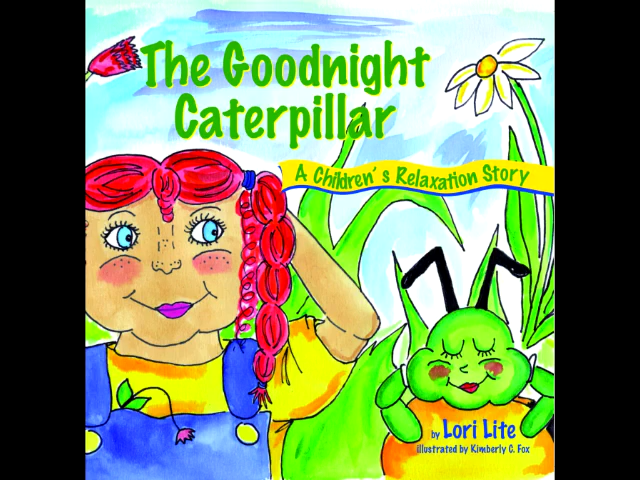 The Goodnight
Caterpillar
A Children's Relaxation Story
by Lori Lite
illustrated by Kimberly C. Fox